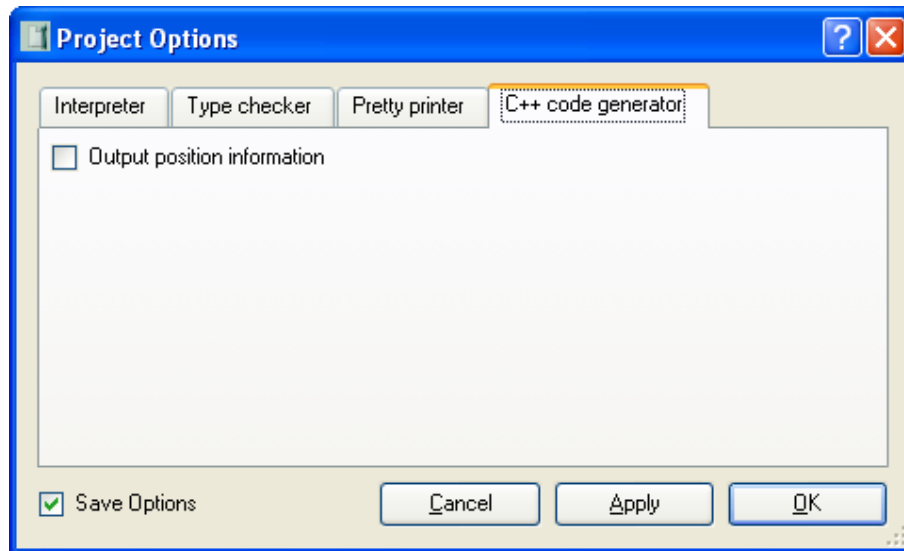 Project Options
Interpreter Type checker Pretty printer C++ code generator
Output position information
Save Options Cancel Apply OK